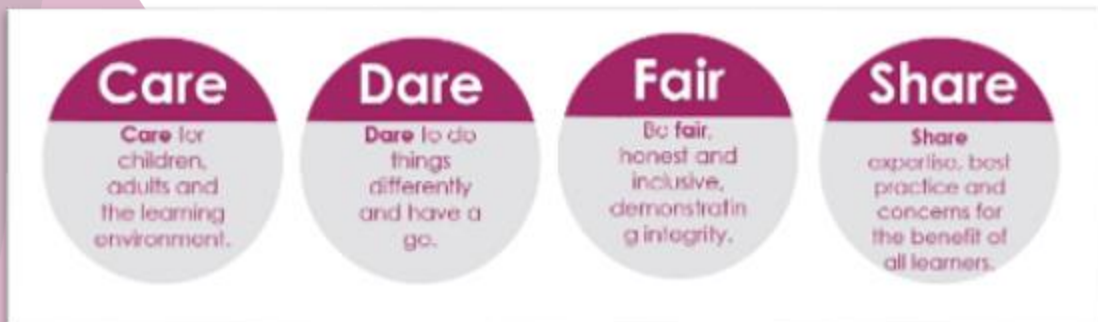 Care
Care for
children,
adults and
the learning
environment.
Dare
Dare to do
things
differently
and have a
go.
Fair
Be fair,
honest and
inclusive,
demonstratin
g integrity.
Share
Share
expertise, best
practice and
concerns for
the benefit of
all learners.